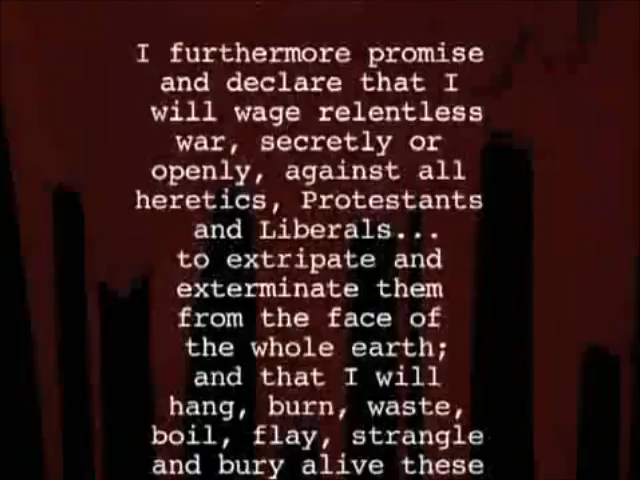 I furthermore promise
and declare that I
will wage relentless
war, secretly or
openly, against all
heretics, Protestants
and Liberals...
to extripate and
exterminate them
from the face of
the whole earth;
and that I will
hang, burn, waste,
boil, flay, strangle
and bury alive these